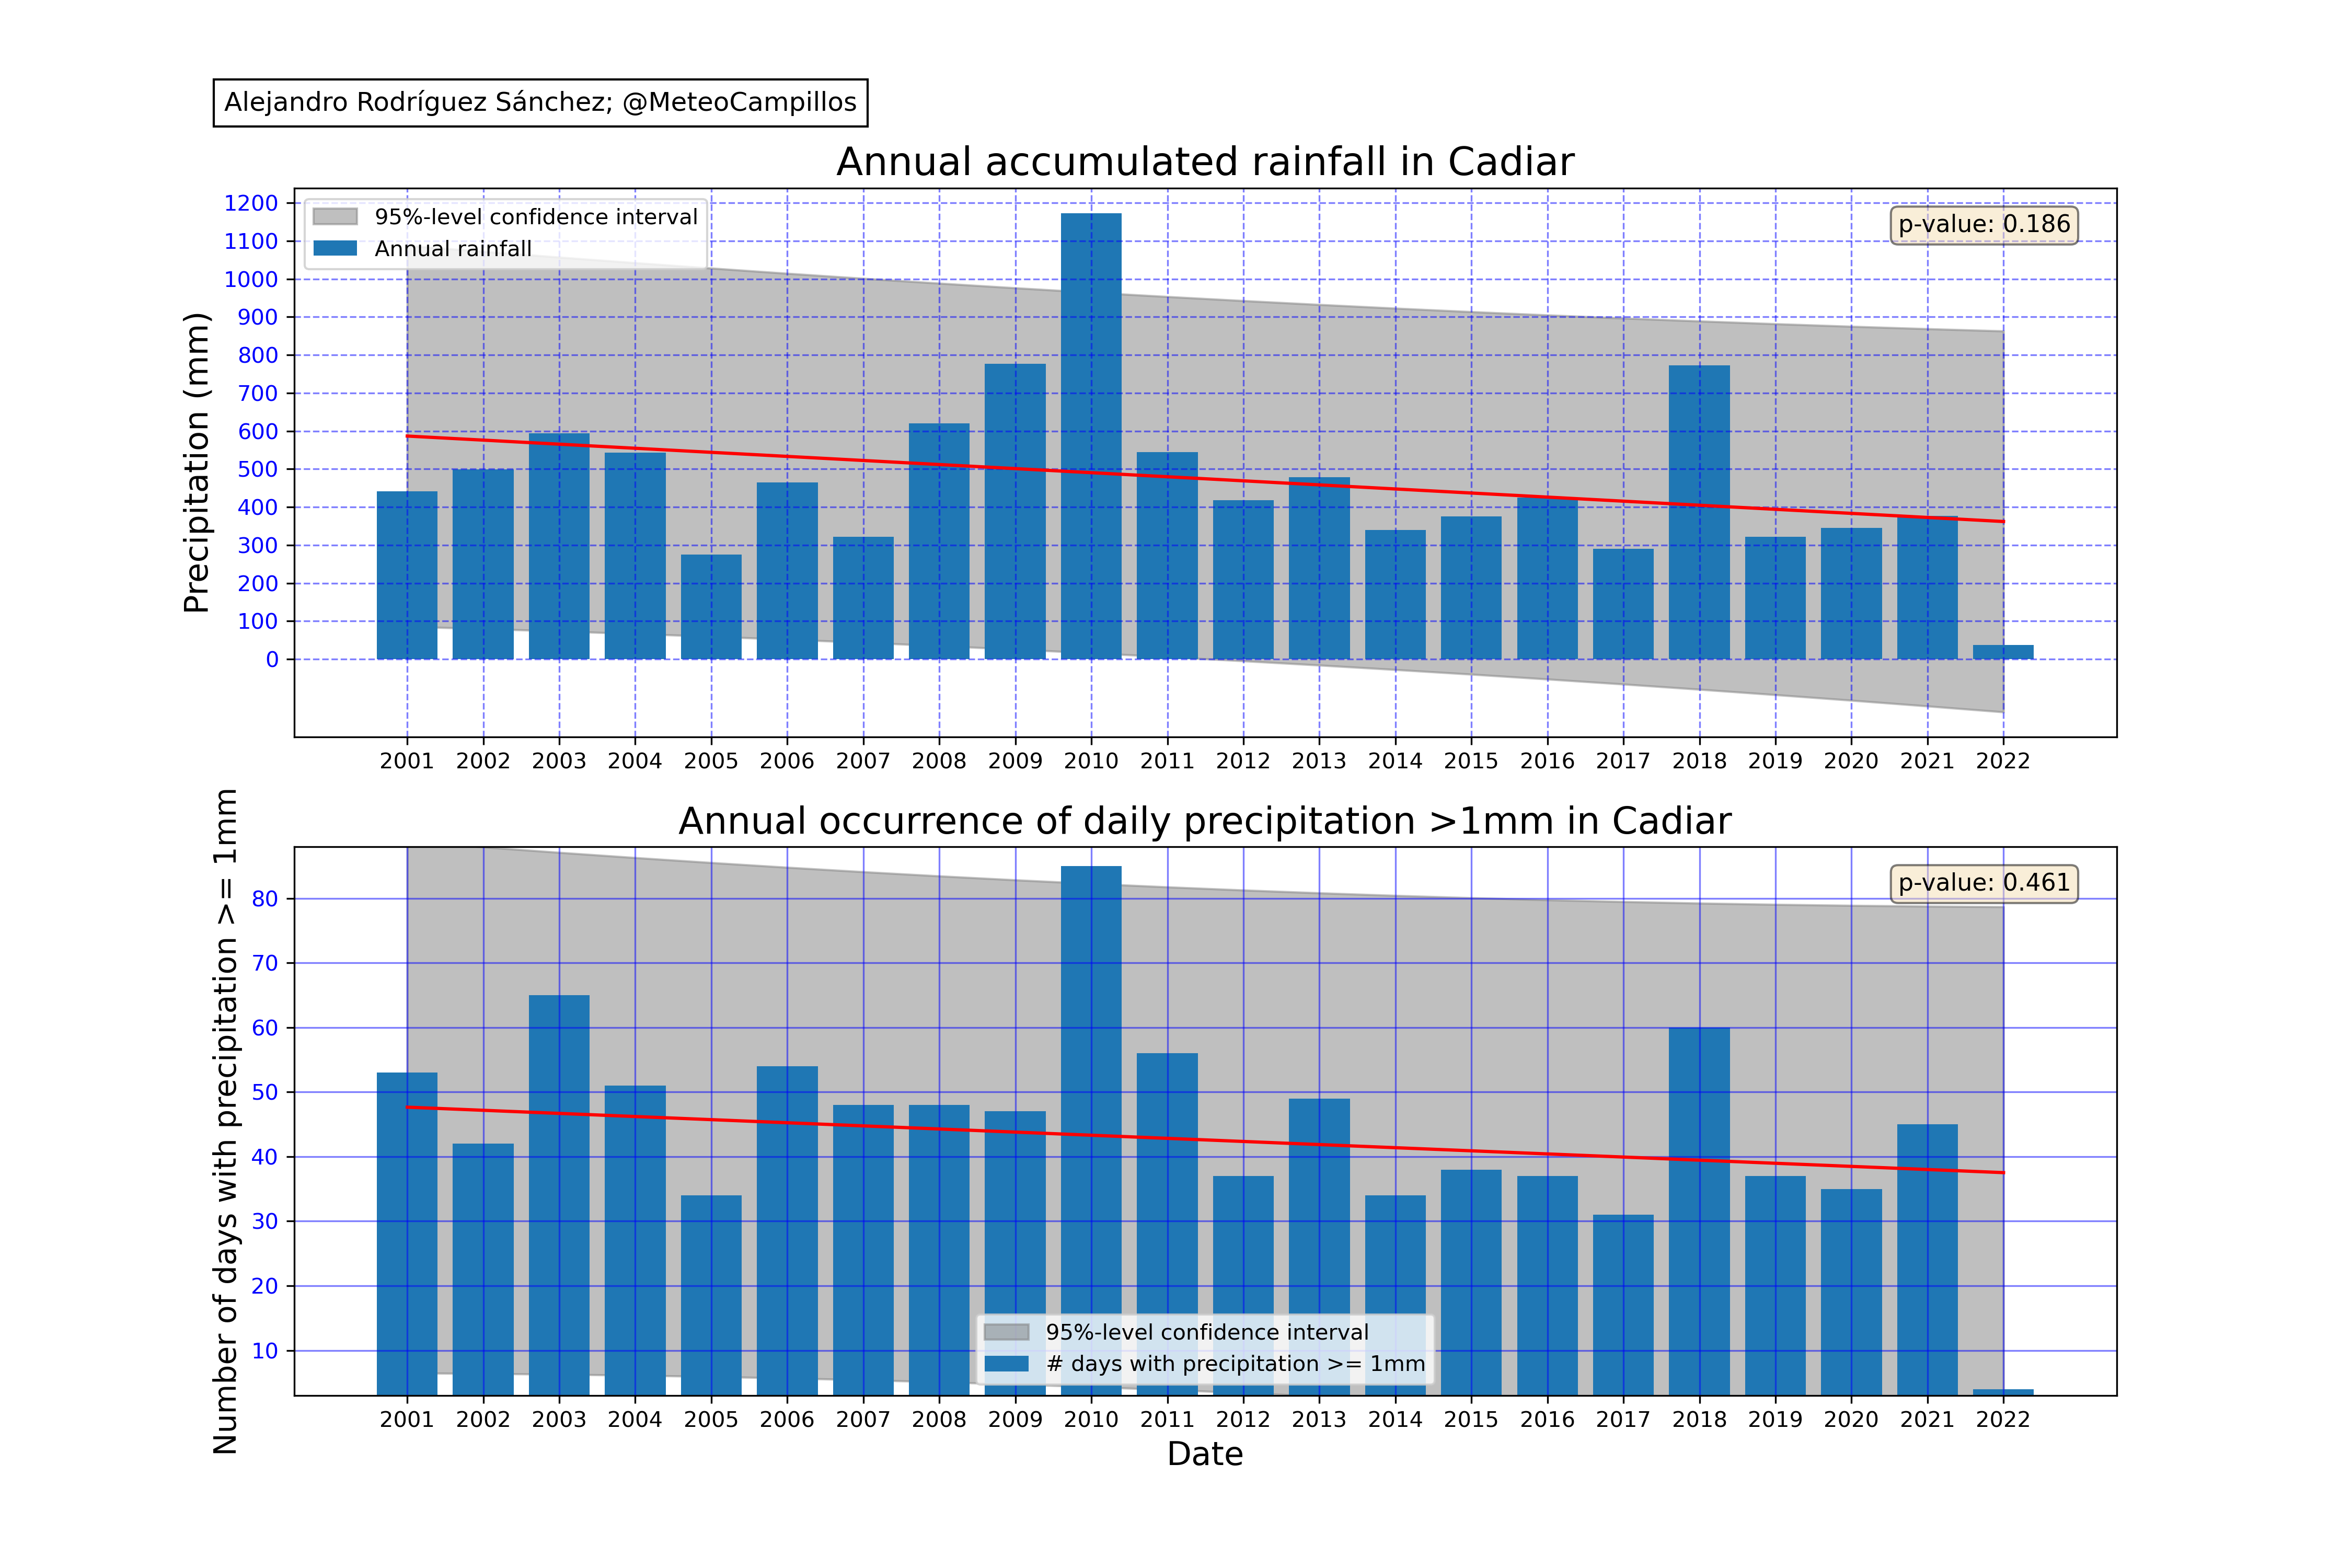 Alejandro Rodríguez Sánchez; @MeteoCampillos
Annual accumulated rainfall in Cadiar
95%-level confidence interval
Annual rainfall
p-value: 0.186
Precipitation (mm)
1200
1100
1000
900
800
700
600
500
400
300
200
100
0
2001 2002 2003 2004 2005 2006 2007 2008 2009 2010 2011 2012 2013 2014 2015 2016 2017 2018 2019 2020 2021 2022
Annual occurrence of daily precipitation >1mm in Cadiar
p-value: 0.461
Number of days with precipitation >= 1mm
80
70
60
50
40
30
20
10
95%-level confidence interval
# days with precipitation >= 1mm
2001 2002 2003 2004 2005 2006 2007 2008 2009 2010 2011 2012 2013 2014 2015 2016 2017 2018 2019 2020 2021 2022
Date